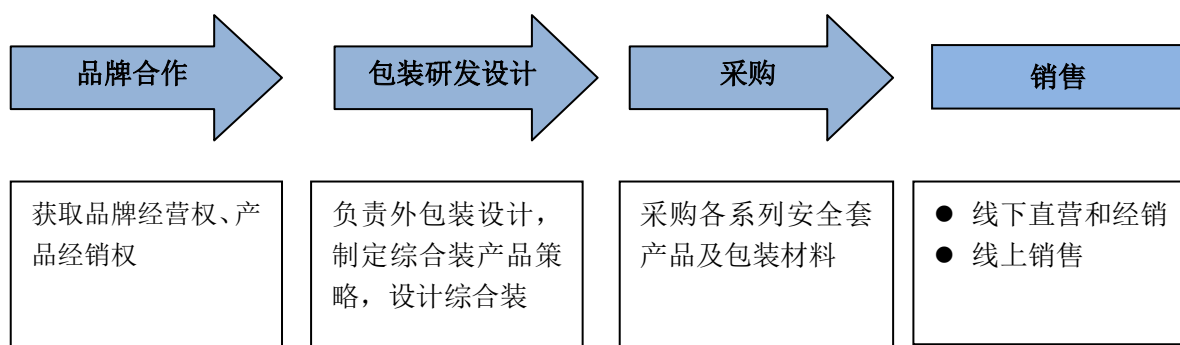 品牌合作
包装研发设计
采购
销售
获取品牌经营权、产
品经销权
负责外包装设计，
制定综合装产品策
略，设计综合装
采购各系列安全套
产品及包装材料
● 线下直营和经销
● 线上销售